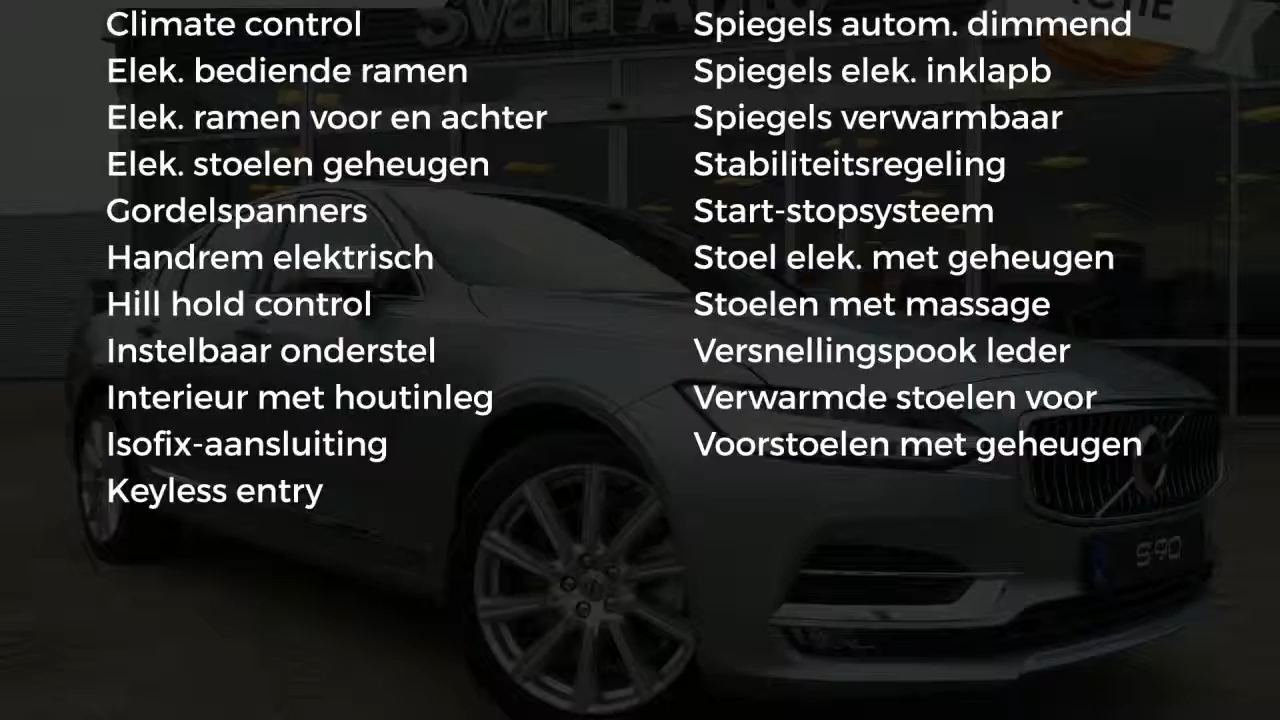 Climate control
Elek. bediende ramen
Elek. ramen voor en achter
Elek. stoelen geheugen
Gordelspanners
Handrem elektrisch
Hill hold control
Instelbaar onderstel
Interieur met houtinleg
Isofix-aansluiting
Keyless entry
Spiegels autom. dimmend
Spiegels elek. inklapb
Spiegels verwarmbaar
Stabiliteitsregeling
Start-stopsysteem
Stoel elek. met geheugen
Stoelen met massage
Versnellingspook leder
Verwarmde stoelen voor
Voorstoelen met geheugen
S90